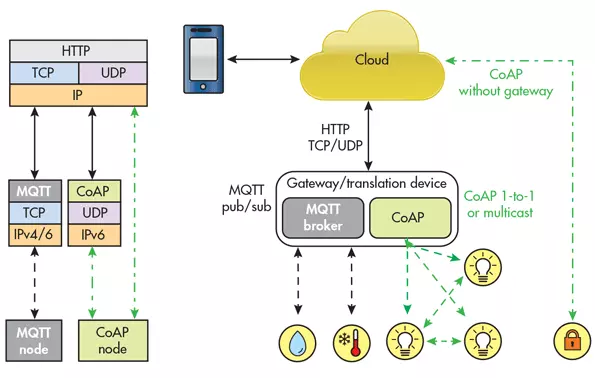 HTTP
TCP UDP
IP
MQTT
TCP
IPv4/6
CoAP
UDP
IPv6
MQTT
node
CoAP
node
Cloud
CoAP
without gateway
HTTP
TCP/UDP
MQTT
pub/sub
Gateway/translation device
MQTT
broker
CoAP
CoAP 1-to-1
or multicast